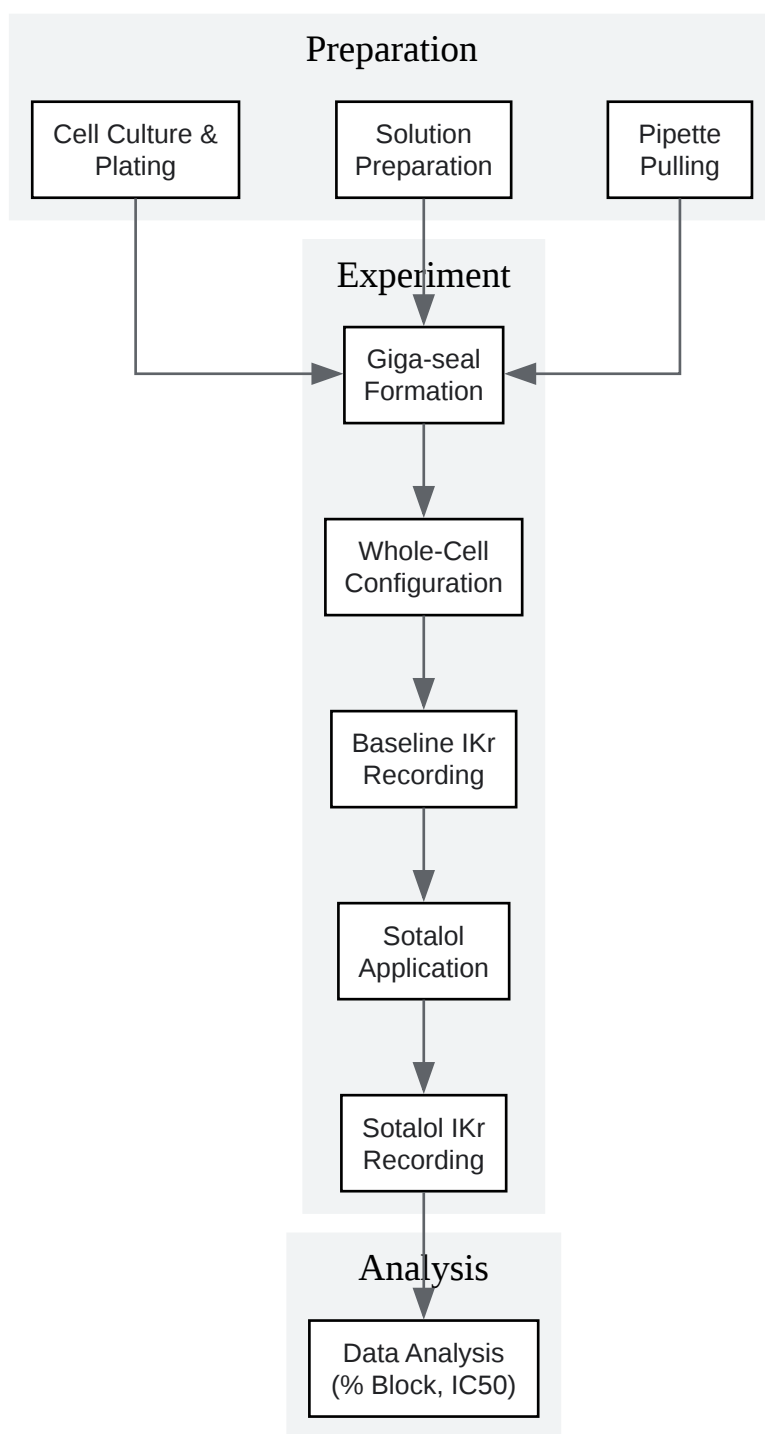 Preparation
Cell Culture &
Plating
Solution
Preparation
Pipette
Pulling
Experiment
Giga-seal
Formation
Whole-Cell
Configuration
Baseline IKr
Recording
Sotalol
Application
Sotalol IKr
Recording
Analysis
Data Analysis
(% Block, IC50)